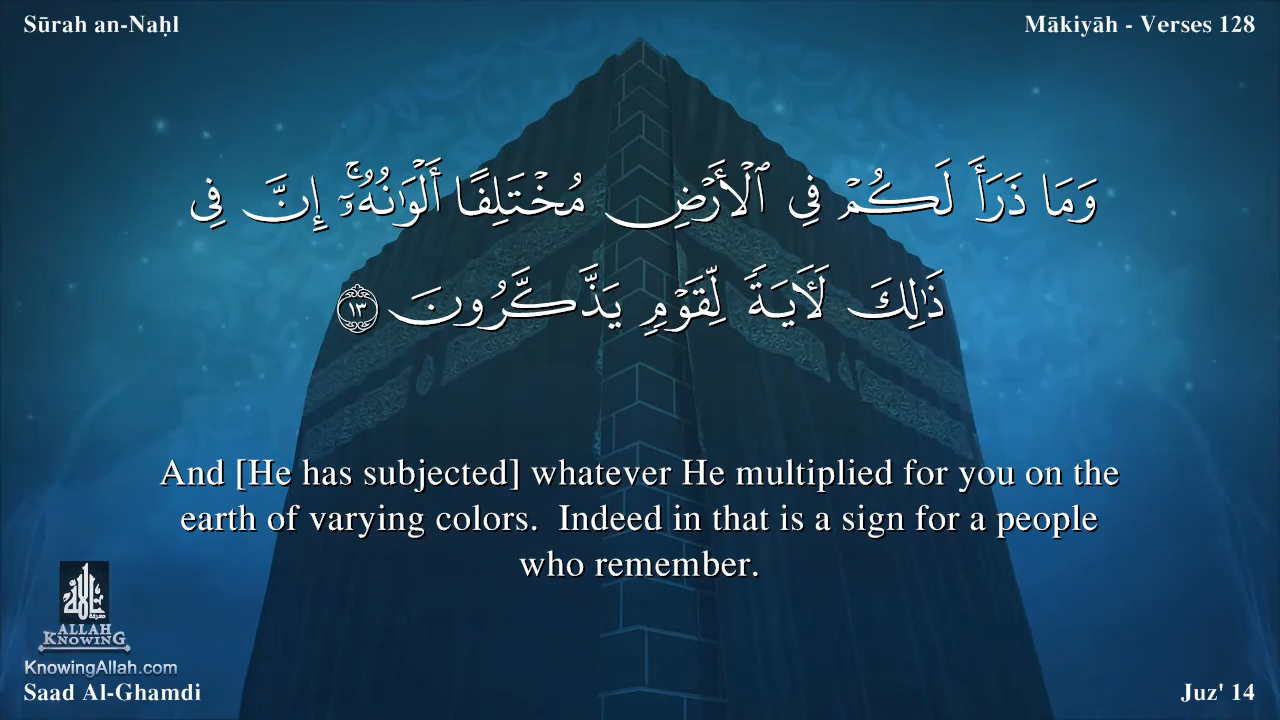 Sūrah an-Naḥl
Mākiyāh - Verses 128
وَمَا ذَرَأَ لَكُمْ فِي ٱلْأَرْضِ مُخْتَلِفًا أَلْوَٰنُهُۥٓ ۚ إِنَّ فِى
ذَٰلِكَ لَـَٔايَةً لِّقَوْمٍ يَذَّكَّرُونَ ١٣
And [He has subjected] whatever He multiplied for you on the
earth of varying colors.  Indeed in that is a sign for a people
who remember.
ALLAH
KNOWING
KnowingAllah.com
Saad Al-Ghamdi
Juz' 14